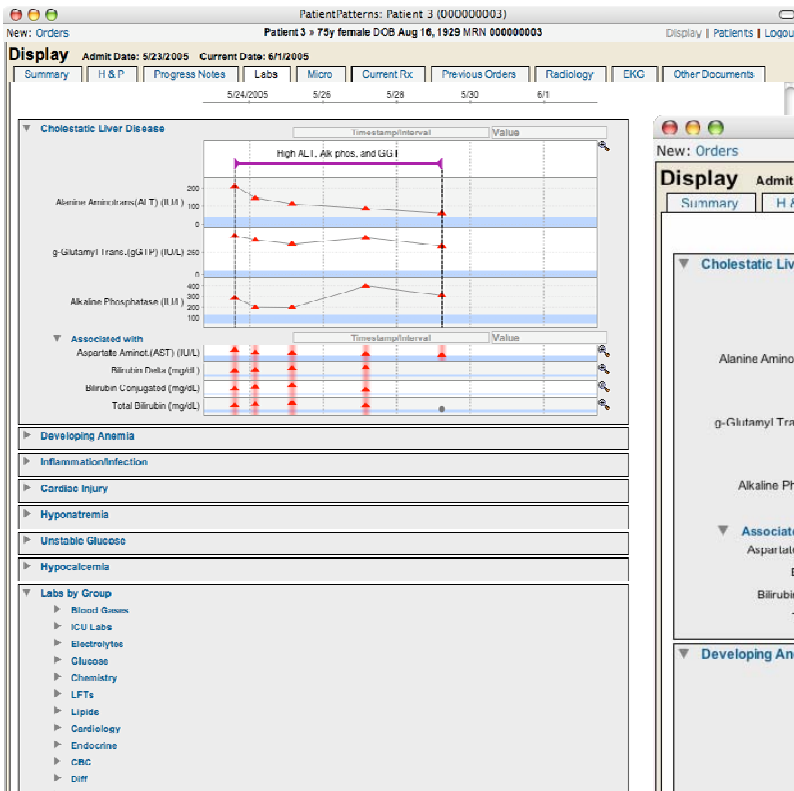 PatientPatterns: Patient 3 (000000003)
New: Orders
Patient 3 » 75y female DOB Aug 16, 1929 MRN 000000003
Display | Patients | Logou
Display Admit Date: 5/23/2005 Current Date: 6/1/2005
Summary H & P Progress Notes Labs Micro Current Rx Previous Orders Radiology EKG Other Documents
5/24/2005 5/26 5/28 5/30 6/1
Cholestatic Liver Disease
Timestamp/Interval Value
High ALT, Alk phos, and GGT
Alanine Aminotrans(ALT) (IU/L)
200
100
0
g-Glutamyl Trans.(gGTP) (IU/L)
250
0
Alkaline Phosphatase (IU/L)
400
300
200
100
Associated with
Timestamp/Interval Value
Aspartate Aminot.(AST) (IU/L)
Bilirubin Delta (mg/dL)
Bilirubin Conjugated (mg/dL)
Total Bilirubin (mg/dL)
Developing Anemia
Inflammation/Infection
Cardiac Injury
Hyponatremia
Unstable Glucose
Hypocalcemia
Labs by Group
Blood Gases
ICU Labs
Electrolytes
Glucose
Chemistry
LFTs
Lipids
Cardiology
Endocrine
CBC
Diff
New: Orders
Display Admit
Summary H &
Cholestatic Liv
Alanine Amino
g-Glutamyl Tra
Alkaline Ph
Associate
Aspartate
Bilirubi
Developing An